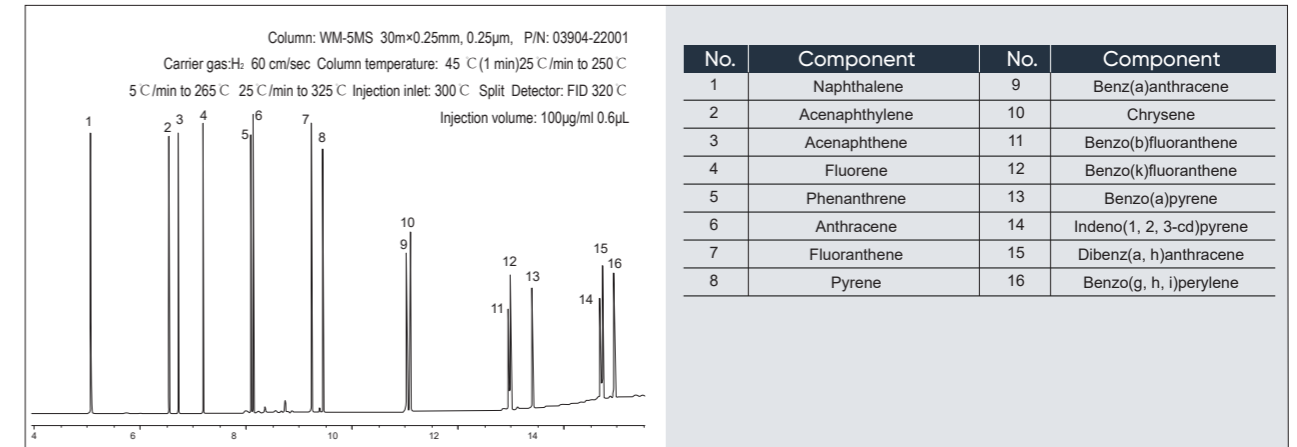 Column: WM-5MS 30m×0.25mm, 0.25μm, P/N: 03904-22001
Carrier gas:H₂ 60 cm/sec Column temperature: 45 ℃(1 min)25℃/min to 250℃
5℃/min to 265℃ 25℃/min to 325℃ Injection inlet: 300℃ Split Detector: FID 320℃
Injection volume: 100μg/ml 0.6μL
1 2 3 4 5 6 7 8 9 10 11 12 13 14 15 16
4 6 8 10 12 14
No. Component No. Component
1 Naphthalene 9 Benz(a)anthracene
2 Acenaphthylene 10 Chrysene
3 Acenaphthene 11 Benzo(b)fluoranthene
4 Fluorene 12 Benzo(k)fluoranthene
5 Phenanthrene 13 Benzo(a)pyrene
6 Anthracene 14 Indeno(1, 2, 3-cd)pyrene
7 Fluoranthene 15 Dibenz(a, h)anthracene
8 Pyrene 16 Benzo(g, h, i)perylene